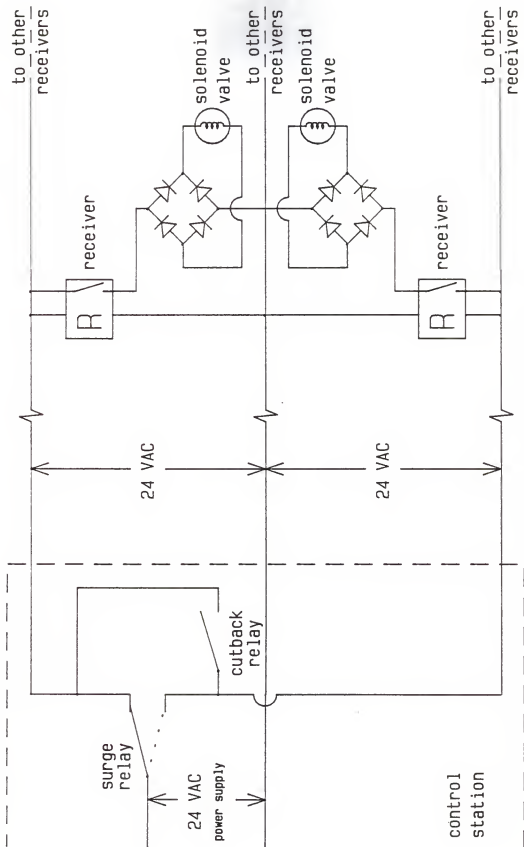 to other
receivers
to other
receivers
to other
receivers
solenoid
valve
solenoid
valve
receiver
R
receiver
R
24 VAC
24 VAC
surge
relay
cutback
relay
24 VAC
power supply
control
station